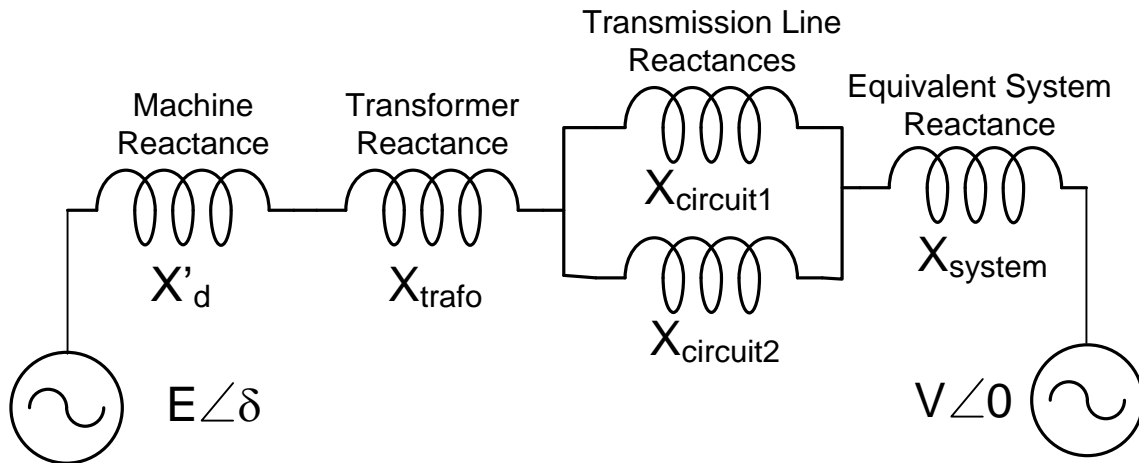 Transmission Line
Reactances
Machine
Reactance
Transformer
Reactance
Equivalent System
Reactance
X'd
Xtrafo
Xcircuit1
Xcircuit2
Xsystem
E∠δ
V∠0